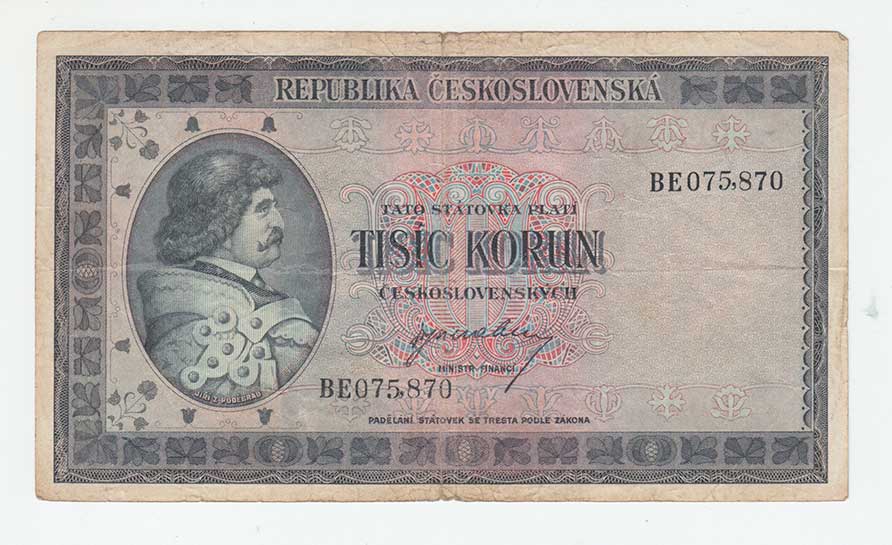 REPUBLIKA ČESKOSLOVENSKÁ
BE075,870
TATO STÁTOVKA PLATÍ
TISÍC KORUN
ČESKOSLOVENSKÝCH
MINISTR FINANCÍ
BE075,870
JIŘÍ Z PODĚBRAD
PADĚLÁNÍ STÁTOVEK SE TRESTÁ PODLE ZÁKONA